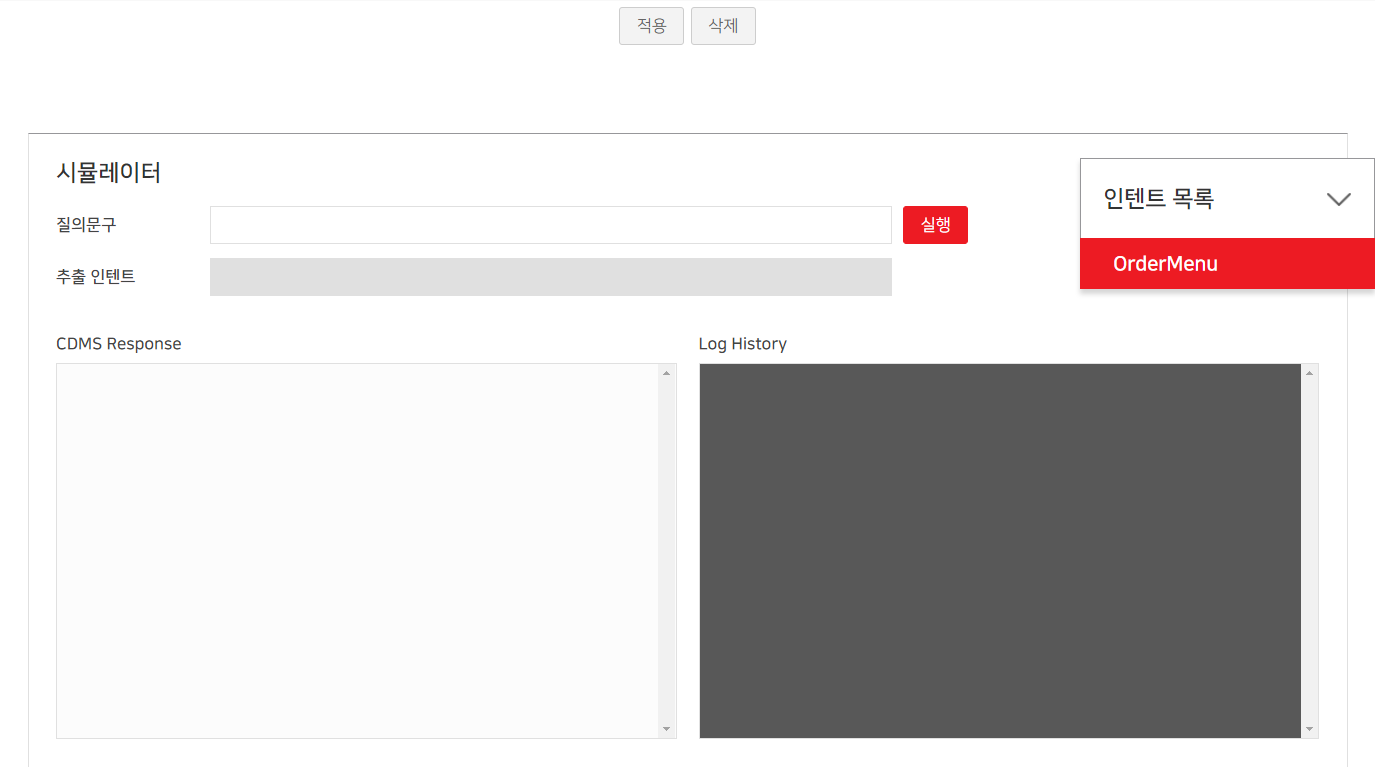 적용 삭제
시뮬레이터
인텐트 목록
질의문구 실행
OrderMenu
추출 인텐트
CDMS Response
Log History